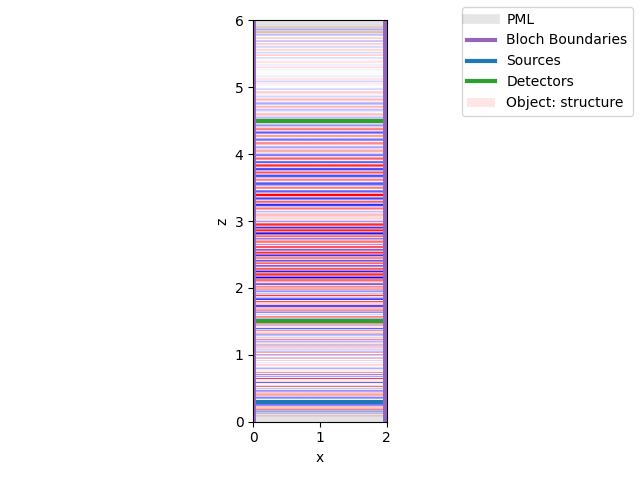 PML
Bloch Boundaries
Sources
Detectors
Object: structure
6
5
4
3
2
1
0
z
0 1 2
x